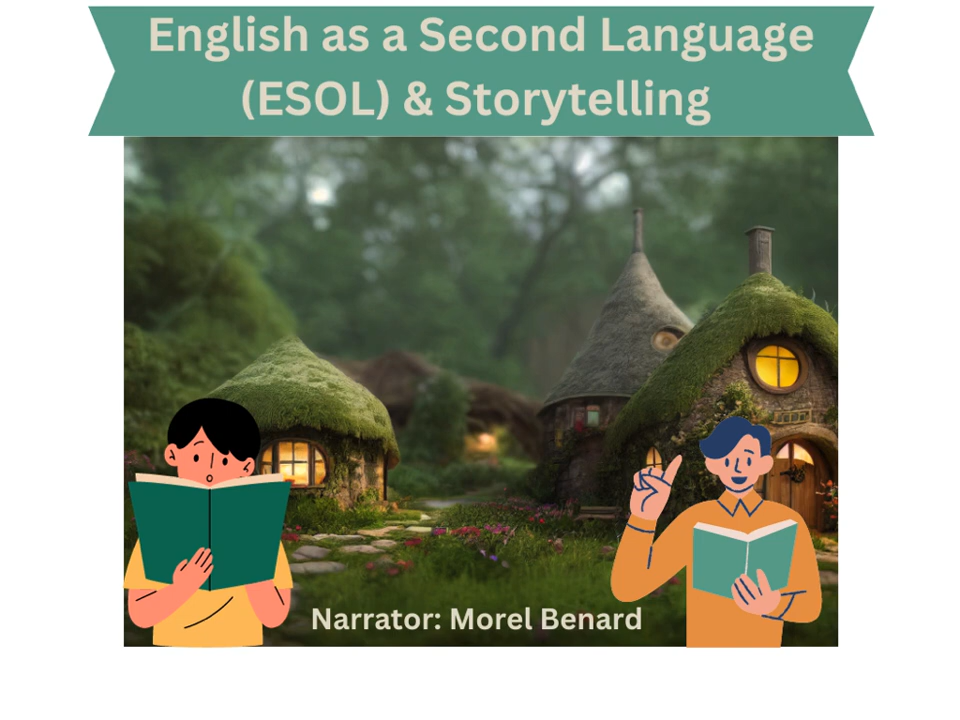 English as a Second Language
(ESOL) & Storytelling
Narrator: Morel Benard